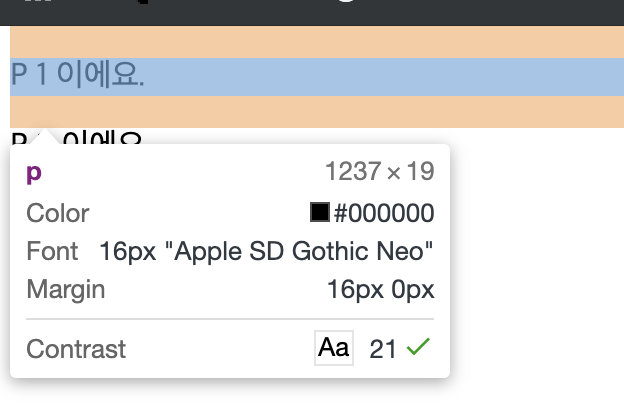 P 1 이에요.
이에요
p 1237 × 19
Color #000000
Font 16px "Apple SD Gothic Neo"
Margin 16px 0px
Contrast Aa 21